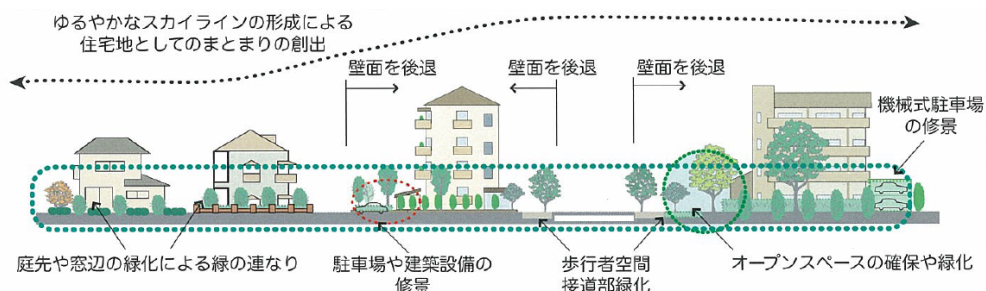 ゆるやかなスカイラインの形成による
住宅地としてのまとまりの創出
壁面を後退
壁面を後退
壁面を後退
機械式駐車場
の修景
庭先や窓辺の緑化による緑の連なり
駐車場や建築設備の
修景
歩行者空間
接道部緑化
オープンスペースの確保や緑化